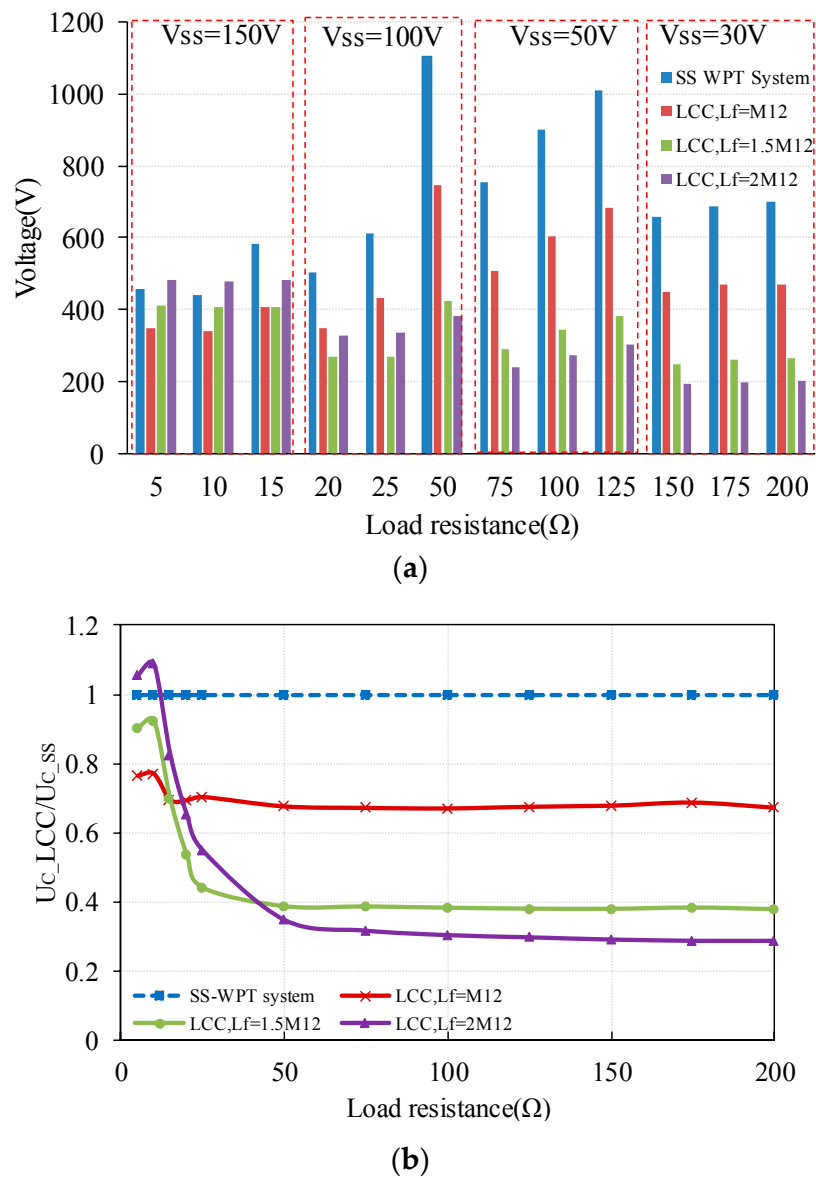 1200
1000
800
600
400
200
0
Voltage(V)
Vss=150V
Vss=100V
Vss=50V
Vss=30V
SS WPT System
LCC,Lf=M12
LCC,Lf=1.5M12
LCC,Lf=2M12
5 10 15 20 25 50 75 100 125 150 175 200
Load resistance(Ω)
(a)
1.2
1
0.8
0.6
0.4
0.2
0
UC_LCC/UC_SS
SS-WPT system
LCC,Lf=M12
LCC,Lf=1.5M12
LCC,Lf=2M12
0 50 100 150 200
Load resistance(Ω)
(b)